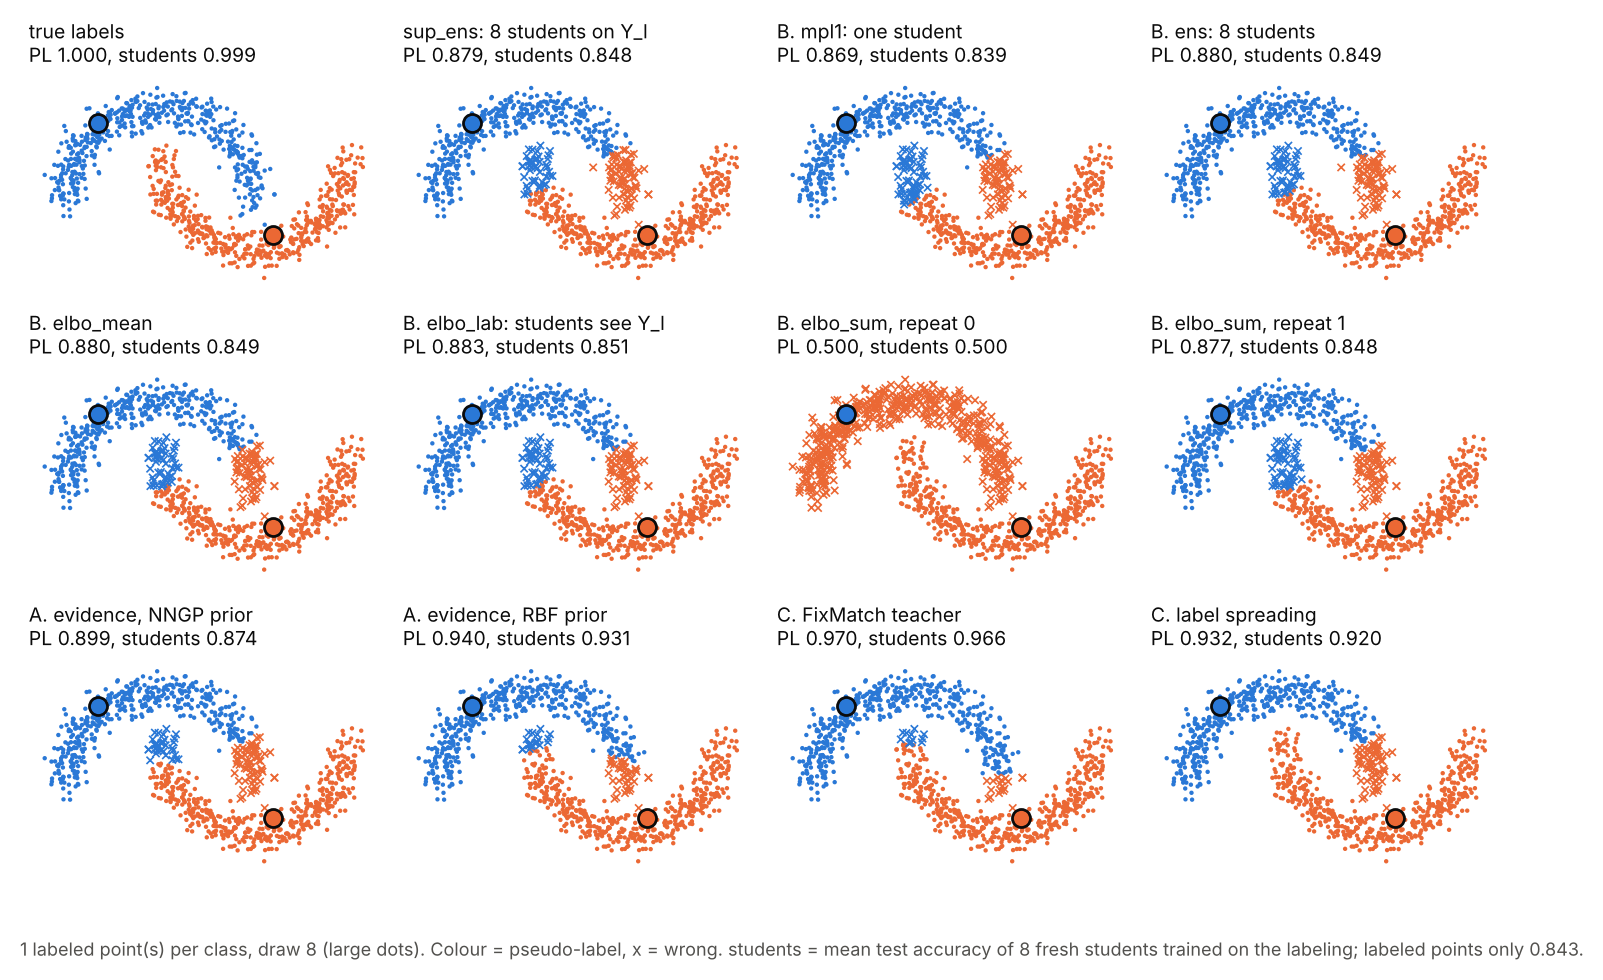 true labels
PL 1.000, students 0.999
sup_ens: 8 students on Y_l
PL 0.879, students 0.848
B. mpl1: one student
PL 0.869, students 0.839
B. ens: 8 students
PL 0.880, students 0.849
B. elbo_mean
PL 0.880, students 0.849
B. elbo_lab: students see Y_l
PL 0.883, students 0.851
B. elbo_sum, repeat 0
PL 0.500, students 0.500
B. elbo_sum, repeat 1
PL 0.877, students 0.848
A. evidence, NNGP prior
PL 0.899, students 0.874
A. evidence, RBF prior
PL 0.940, students 0.931
C. FixMatch teacher
PL 0.970, students 0.966
C. label spreading
PL 0.932, students 0.920
1 labeled point(s) per class, draw 8 (large dots). Colour = pseudo-label, x = wrong. students = mean test accuracy of 8 fresh students trained on the labeling; labeled points only 0.843.